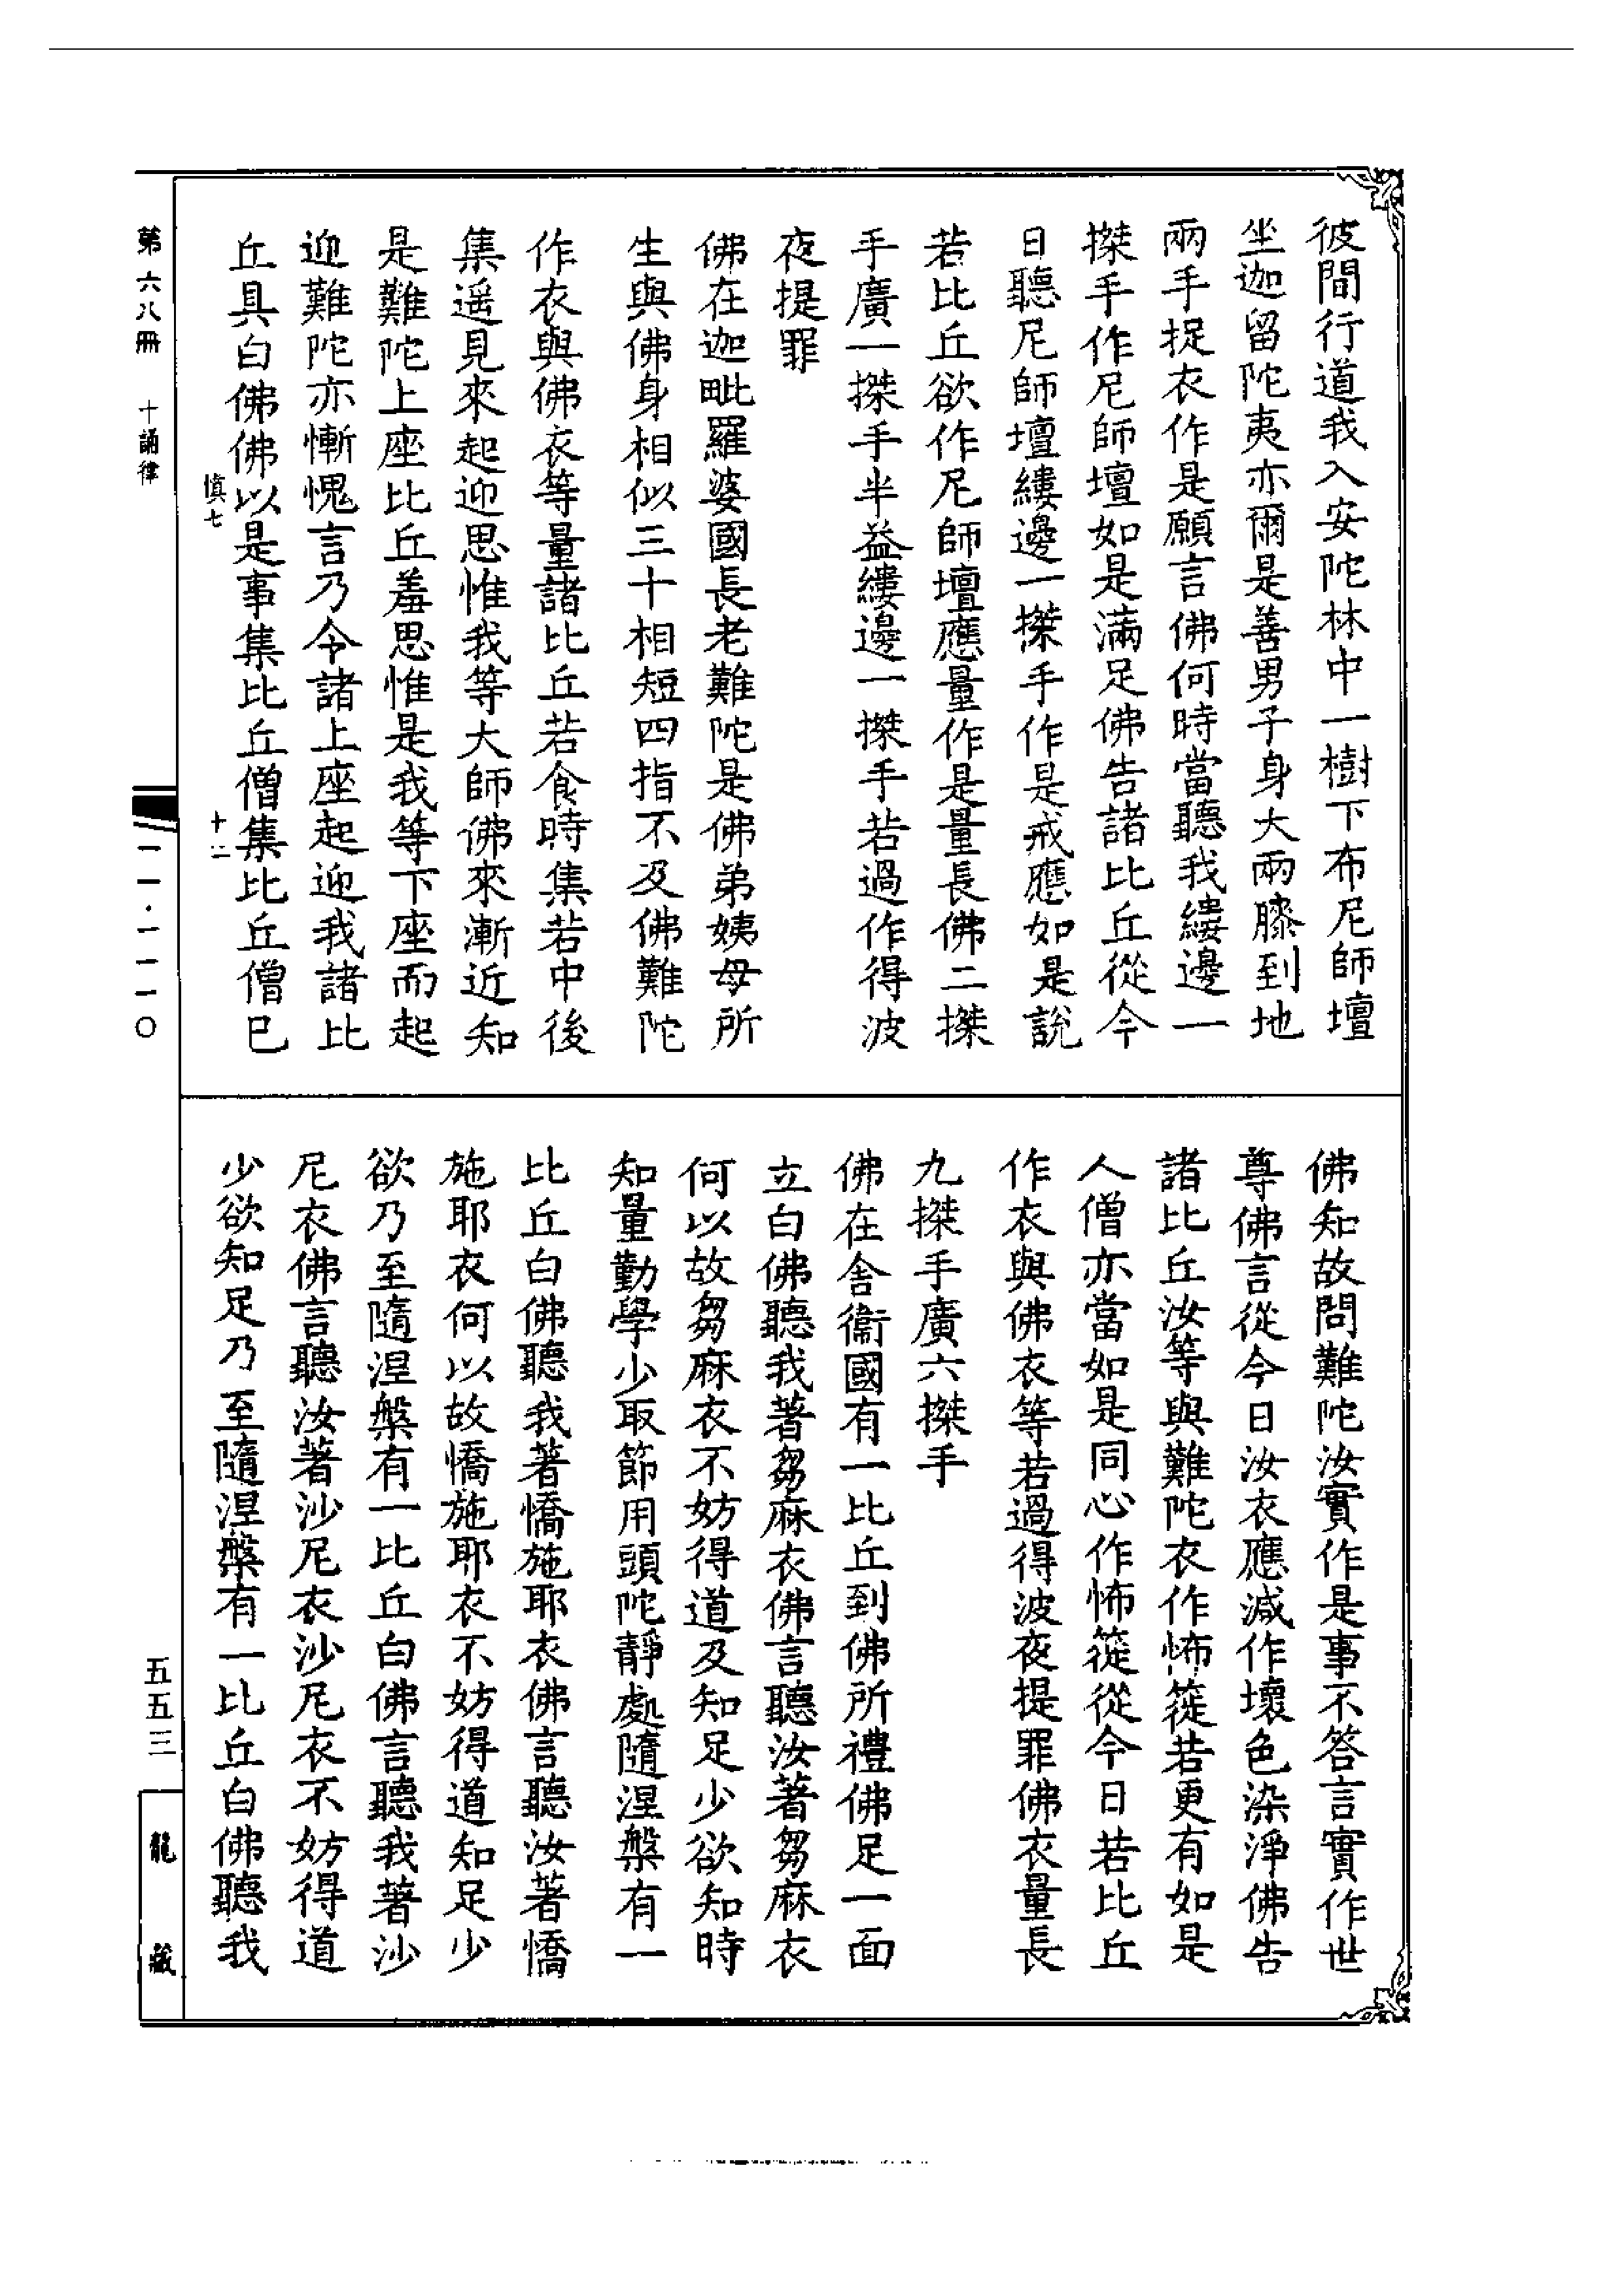 彼間行道我入安陀林中一樹下布尼師壇
坐迦留陀夷亦爾是善男子身大兩膝到地
兩手捉衣作是願言佛何時當聽我縷邊一
搩手作尼師壇如是滿足佛告諸比丘從今
日聽尼師壇縷邊一搩手作是戒應如是說
若比丘欲作尼師壇應量作是量長佛二搩
手廣一搩手半益縷邊一搩手若過作得波
夜提罪
佛在迦毗羅婆國長老難陀是佛弟姨母所
生與佛身相似三十相短四指不及佛難陀
作衣與佛衣等量諸比丘若食時集若中後
集遥見來起迎思惟我等大師佛來漸近知
是難陀上座比丘羞思惟是我等下座而起
迎難陀亦慚愧言乃令諸上座起迎我諸比
丘具白佛佛以是事集比丘僧集比丘僧巳
佛知故問難陀汝實作是事不答言實作世
尊佛言從今日汝衣應減作壞色染淨佛告
諸比丘汝等與難陀衣作怖簁若更有如是
人僧亦當如是同心作怖簁從今日若比丘
作衣與佛衣等若過得波夜提罪佛衣量長
九搩手廣六搩手
佛在舍衞國有一比丘到佛所禮佛足一面
立白佛聽我著芻麻衣佛言聽汝著芻麻衣
何以故芻麻衣不妨得道及知足少欲知時
知量勤學少取節用頭陀靜處隨涅槃有一
比丘白佛聽我著憍施耶衣佛言聽汝著憍
施耶衣何以故憍施耶衣不妨得道知足少
欲乃至隨涅槃有一比丘白佛言聽我著沙
尼衣佛言聽汝著沙尼衣沙尼衣不妨得道
少欲知足乃至隨涅槃有一比丘白佛聽我
慎七
十二
第六八冊 十誦律
一一·一一一〇
五五三
龍藏